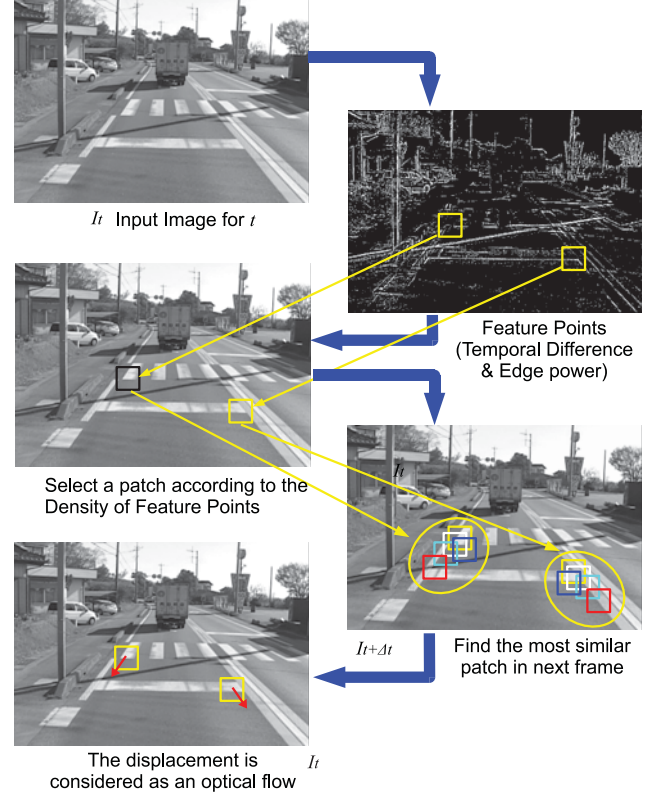 It Input Image for t
Feature Points
(Temporal Difference
& Edge power)
Select a patch according to the
Density of Feature Points
It
It+Δt
Find the most similar
patch in next frame
The displacement is
considered as an optical flow
It